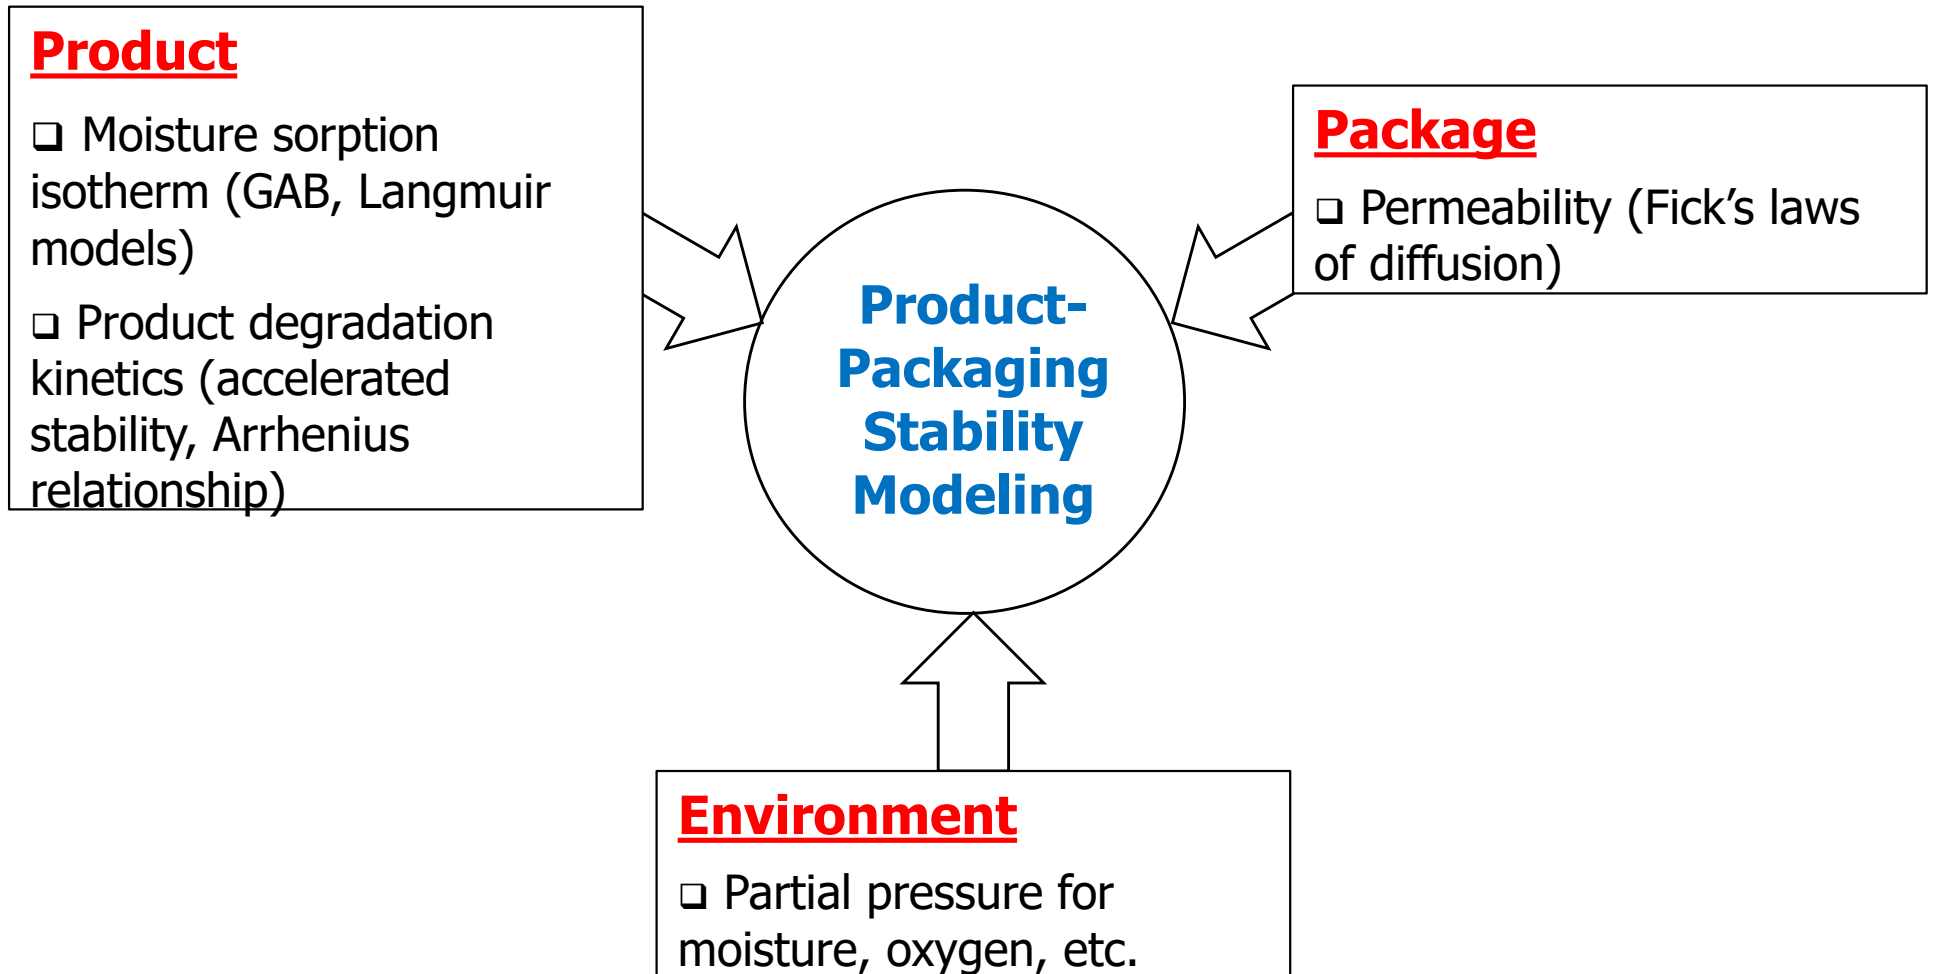 Product
❑ Moisture sorption
isotherm (GAB, Langmuir
models)
❑ Product degradation
kinetics (accelerated
stability, Arrhenius
relationship)
Package
❑ Permeability (Fick’s laws
of diffusion)
Product-
Packaging
Stability
Modeling
Environment
❑ Partial pressure for
moisture, oxygen, etc.